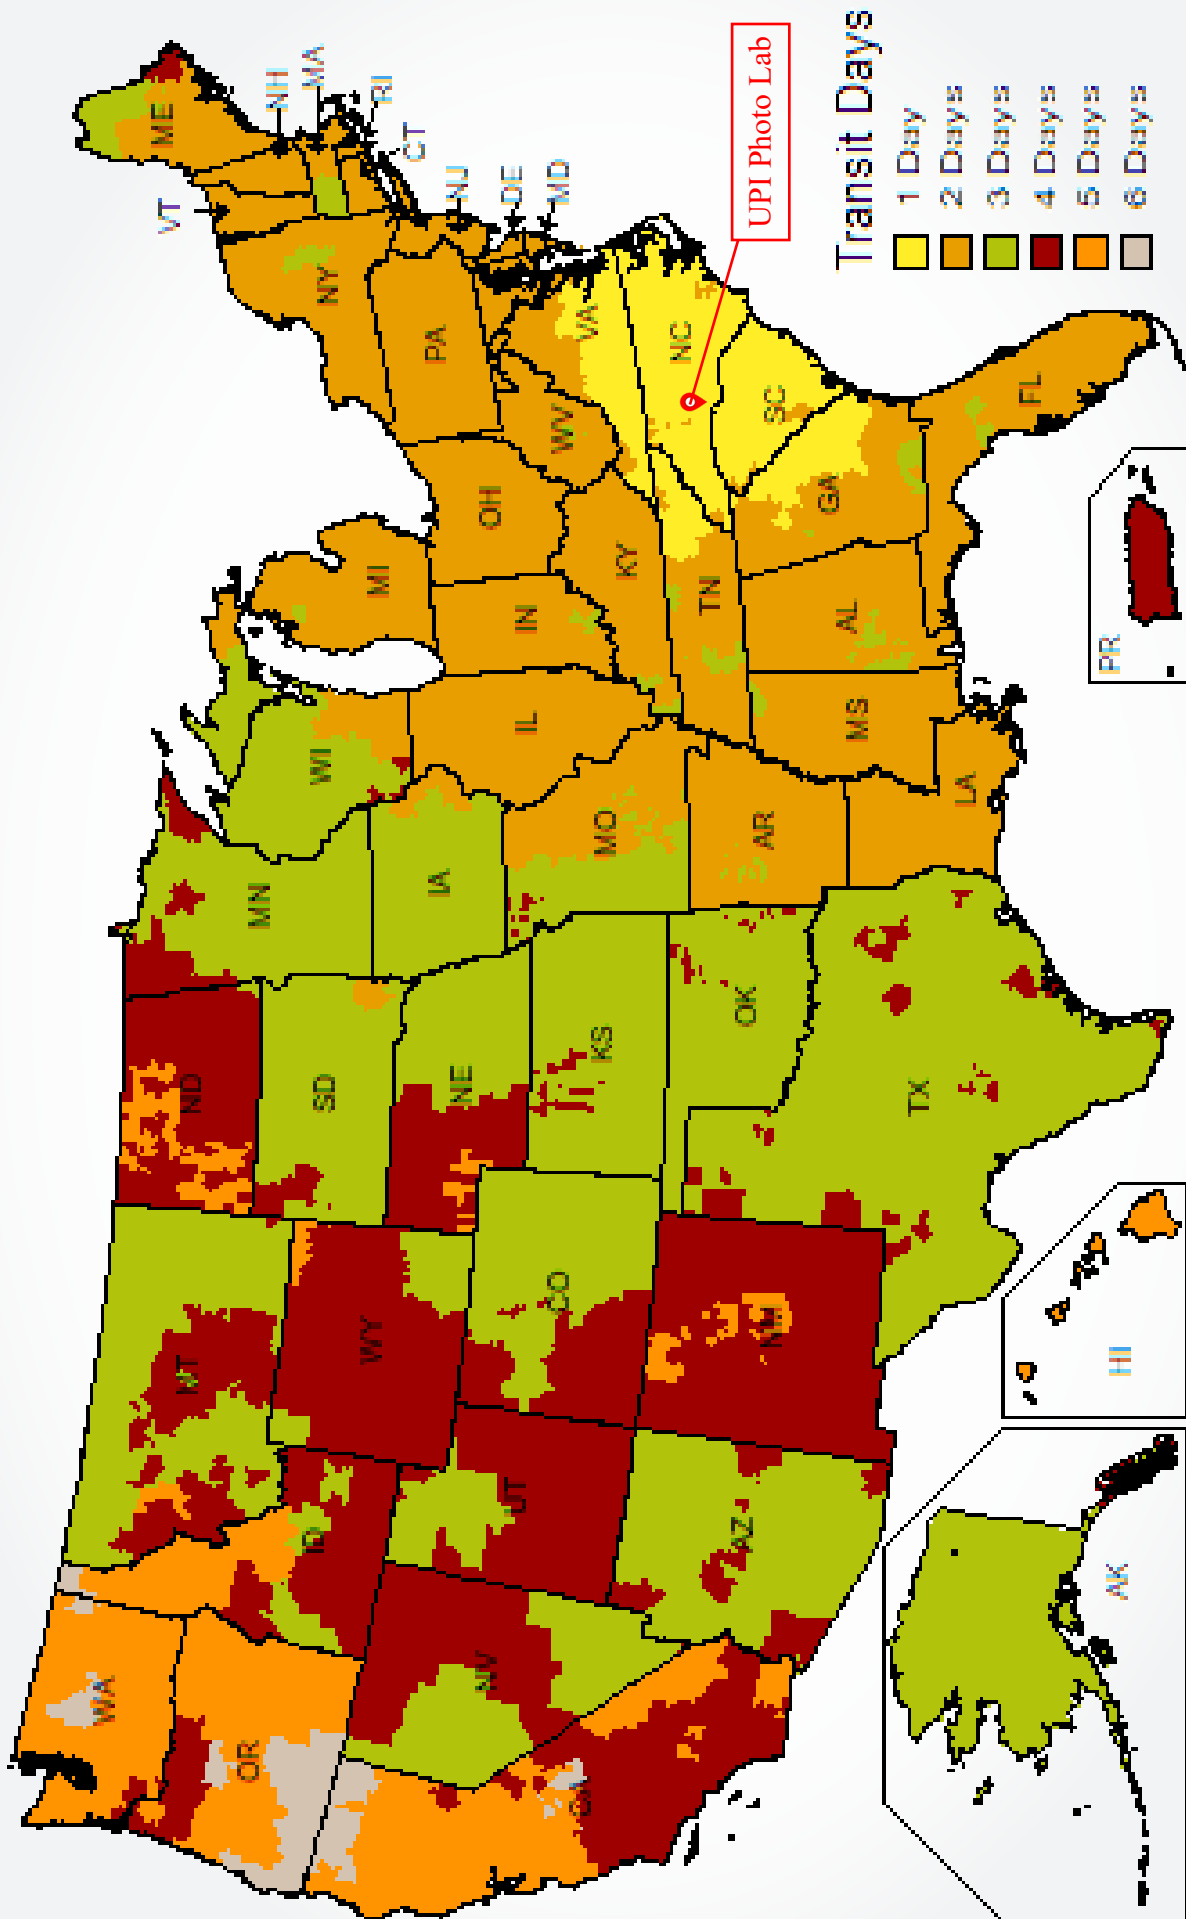 ME
NH
MA
RI
CT
VT
NY
NJ
DE
MD
PA
VA
WV
NC
SC
OH
MI
KY
TN
GA
FL
IN
AL
IL
WI
MS
MO
AR
LA
MN
IA
ND
SD
NE
KS
OK
TX
MT
WY
CO
NM
ID
UT
AZ
WA
OR
NV
CA
AK
HI
PR
UPI Photo Lab
Transit Days
1 Day
2 Days
3 Days
4 Days
5 Days
6 Days